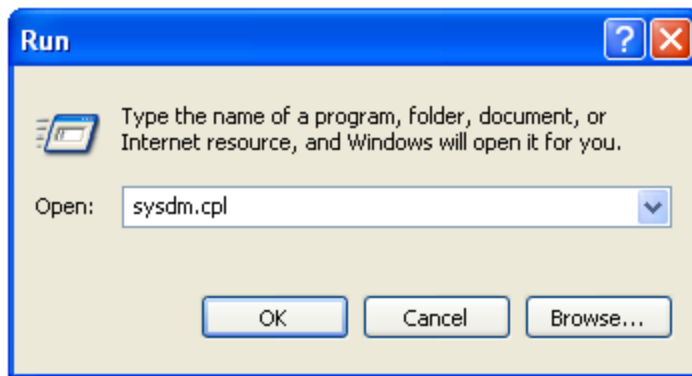 Run
Type the name of a program, folder, document, or
Internet resource, and Windows will open it for you.
Open: sysdm.cpl
OK Cancel Browse...